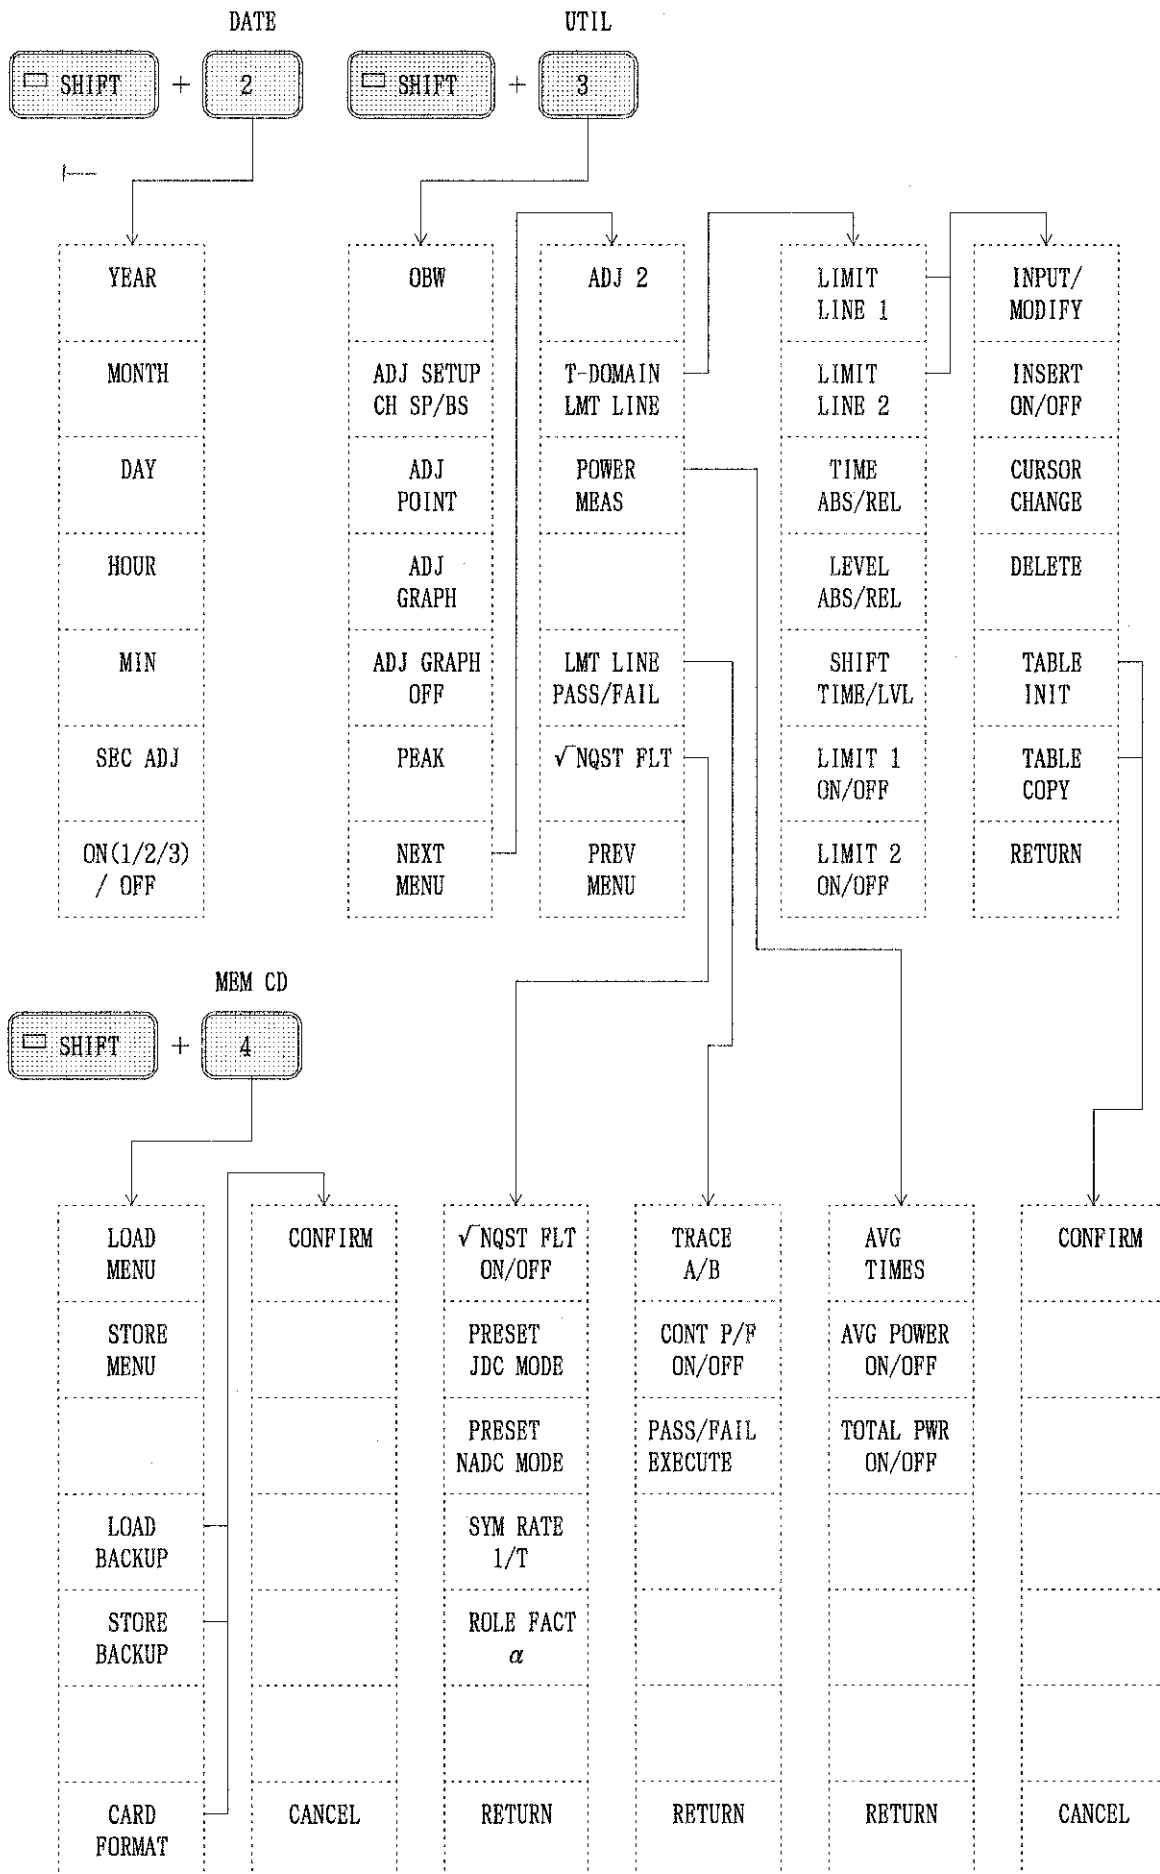 DATE
SHIFT + 2
UTIL
SHIFT + 3
YEAR
MONTH
DAY
HOUR
MIN
SEC ADJ
ON(1/2/3)
/ OFF
OBW
ADJ SETUP
CH SP/BS
ADJ
POINT
ADJ
GRAPH
ADJ GRAPH
OFF
PEAK
NEXT
MENU
ADJ 2
T-DOMAIN
LMT LINE
POWER
MEAS
LMT LINE
PASS/FAIL
√NQST FLT
PREV
MENU
LIMIT
LINE 1
LIMIT
LINE 2
TIME
ABS/REL
LEVEL
ABS/REL
SHIFT
TIME/LVL
LIMIT 1
ON/OFF
LIMIT 2
ON/OFF
INPUT/
MODIFY
INSERT
ON/OFF
CURSOR
CHANGE
DELETE
TABLE
INIT
TABLE
COPY
RETURN
MEM CD
SHIFT + 4
LOAD
MENU
STORE
MENU
LOAD
BACKUP
STORE
BACKUP
CARD
FORMAT
CONFIRM
CANCEL
√NQST FLT
ON/OFF
PRESET
JDC MODE
PRESET
NADC MODE
SYM RATE
1/T
ROLE FACT
α
RETURN
TRACE
A/B
CONT P/F
ON/OFF
PASS/FAIL
EXECUTE
RETURN
AVG
TIMES
AVG POWER
ON/OFF
TOTAL PWR
ON/OFF
RETURN
CONFIRM
CANCEL